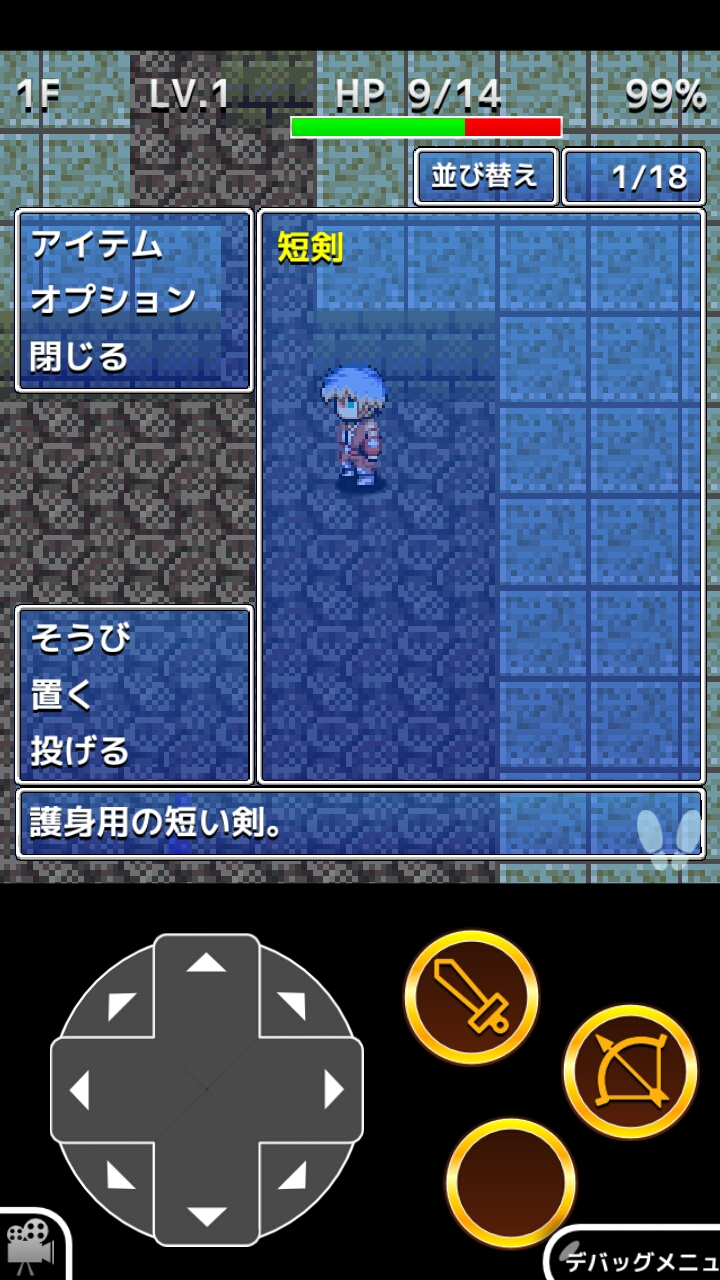 1F LV.1 HP 9/14 99%
並び替え 1/18
アイテム
オプション
閉じる
短剣
そうび
置く
投げる
護身用の短い剣。
デバッグメニュ